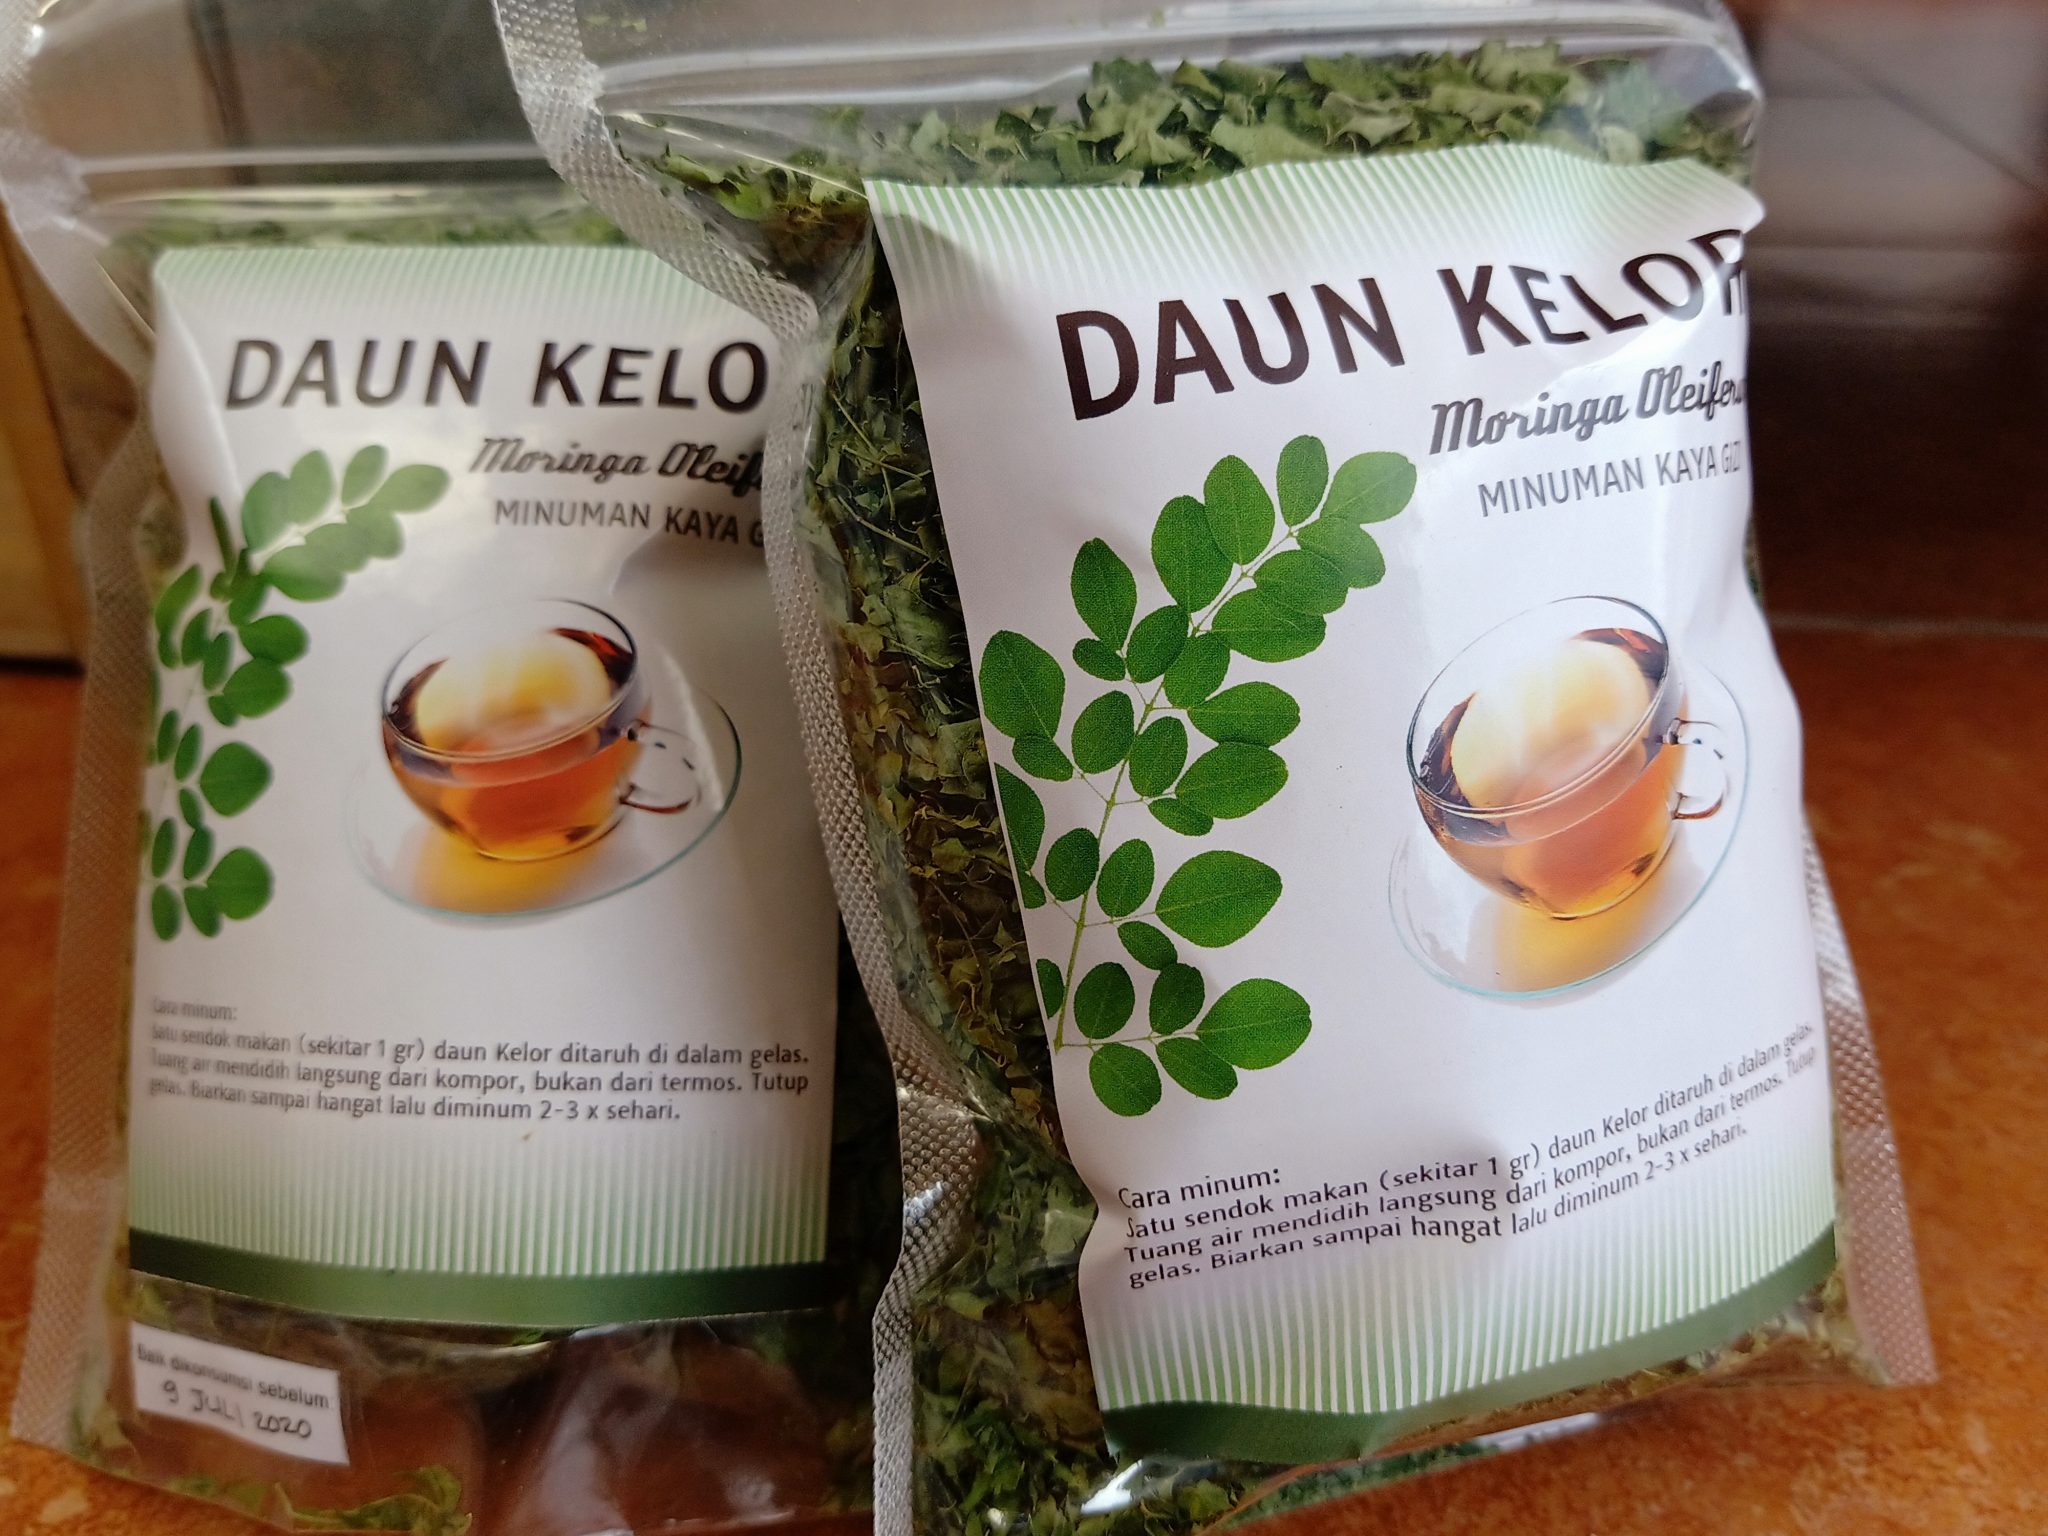 DAUN KELO
Moringa Oleif
MINUMAN KAYA G
Cara minum:
Satu sendok makan (sekitar 1 gr) daun Kelor ditaruh di dalam gelas.
Tuang air mendidih langsung dari kompor, bukan dari termos. Tutup
gelas. Biarkan sampai hangat lalu diminum 2-3 x sehari.
Baik dikonsumsi sebelum:
9 JULI 2020
DAUN KELOR
Moringa Oleifera
MINUMAN KAYA GIZI
Cara minum:
Satu sendok makan (sekitar 1 gr) daun Kelor ditaruh di dalam gelas.
Tuang air mendidih langsung dari kompor, bukan dari termos. Tutup
gelas. Biarkan sampai hangat lalu diminum 2-3 x sehari.